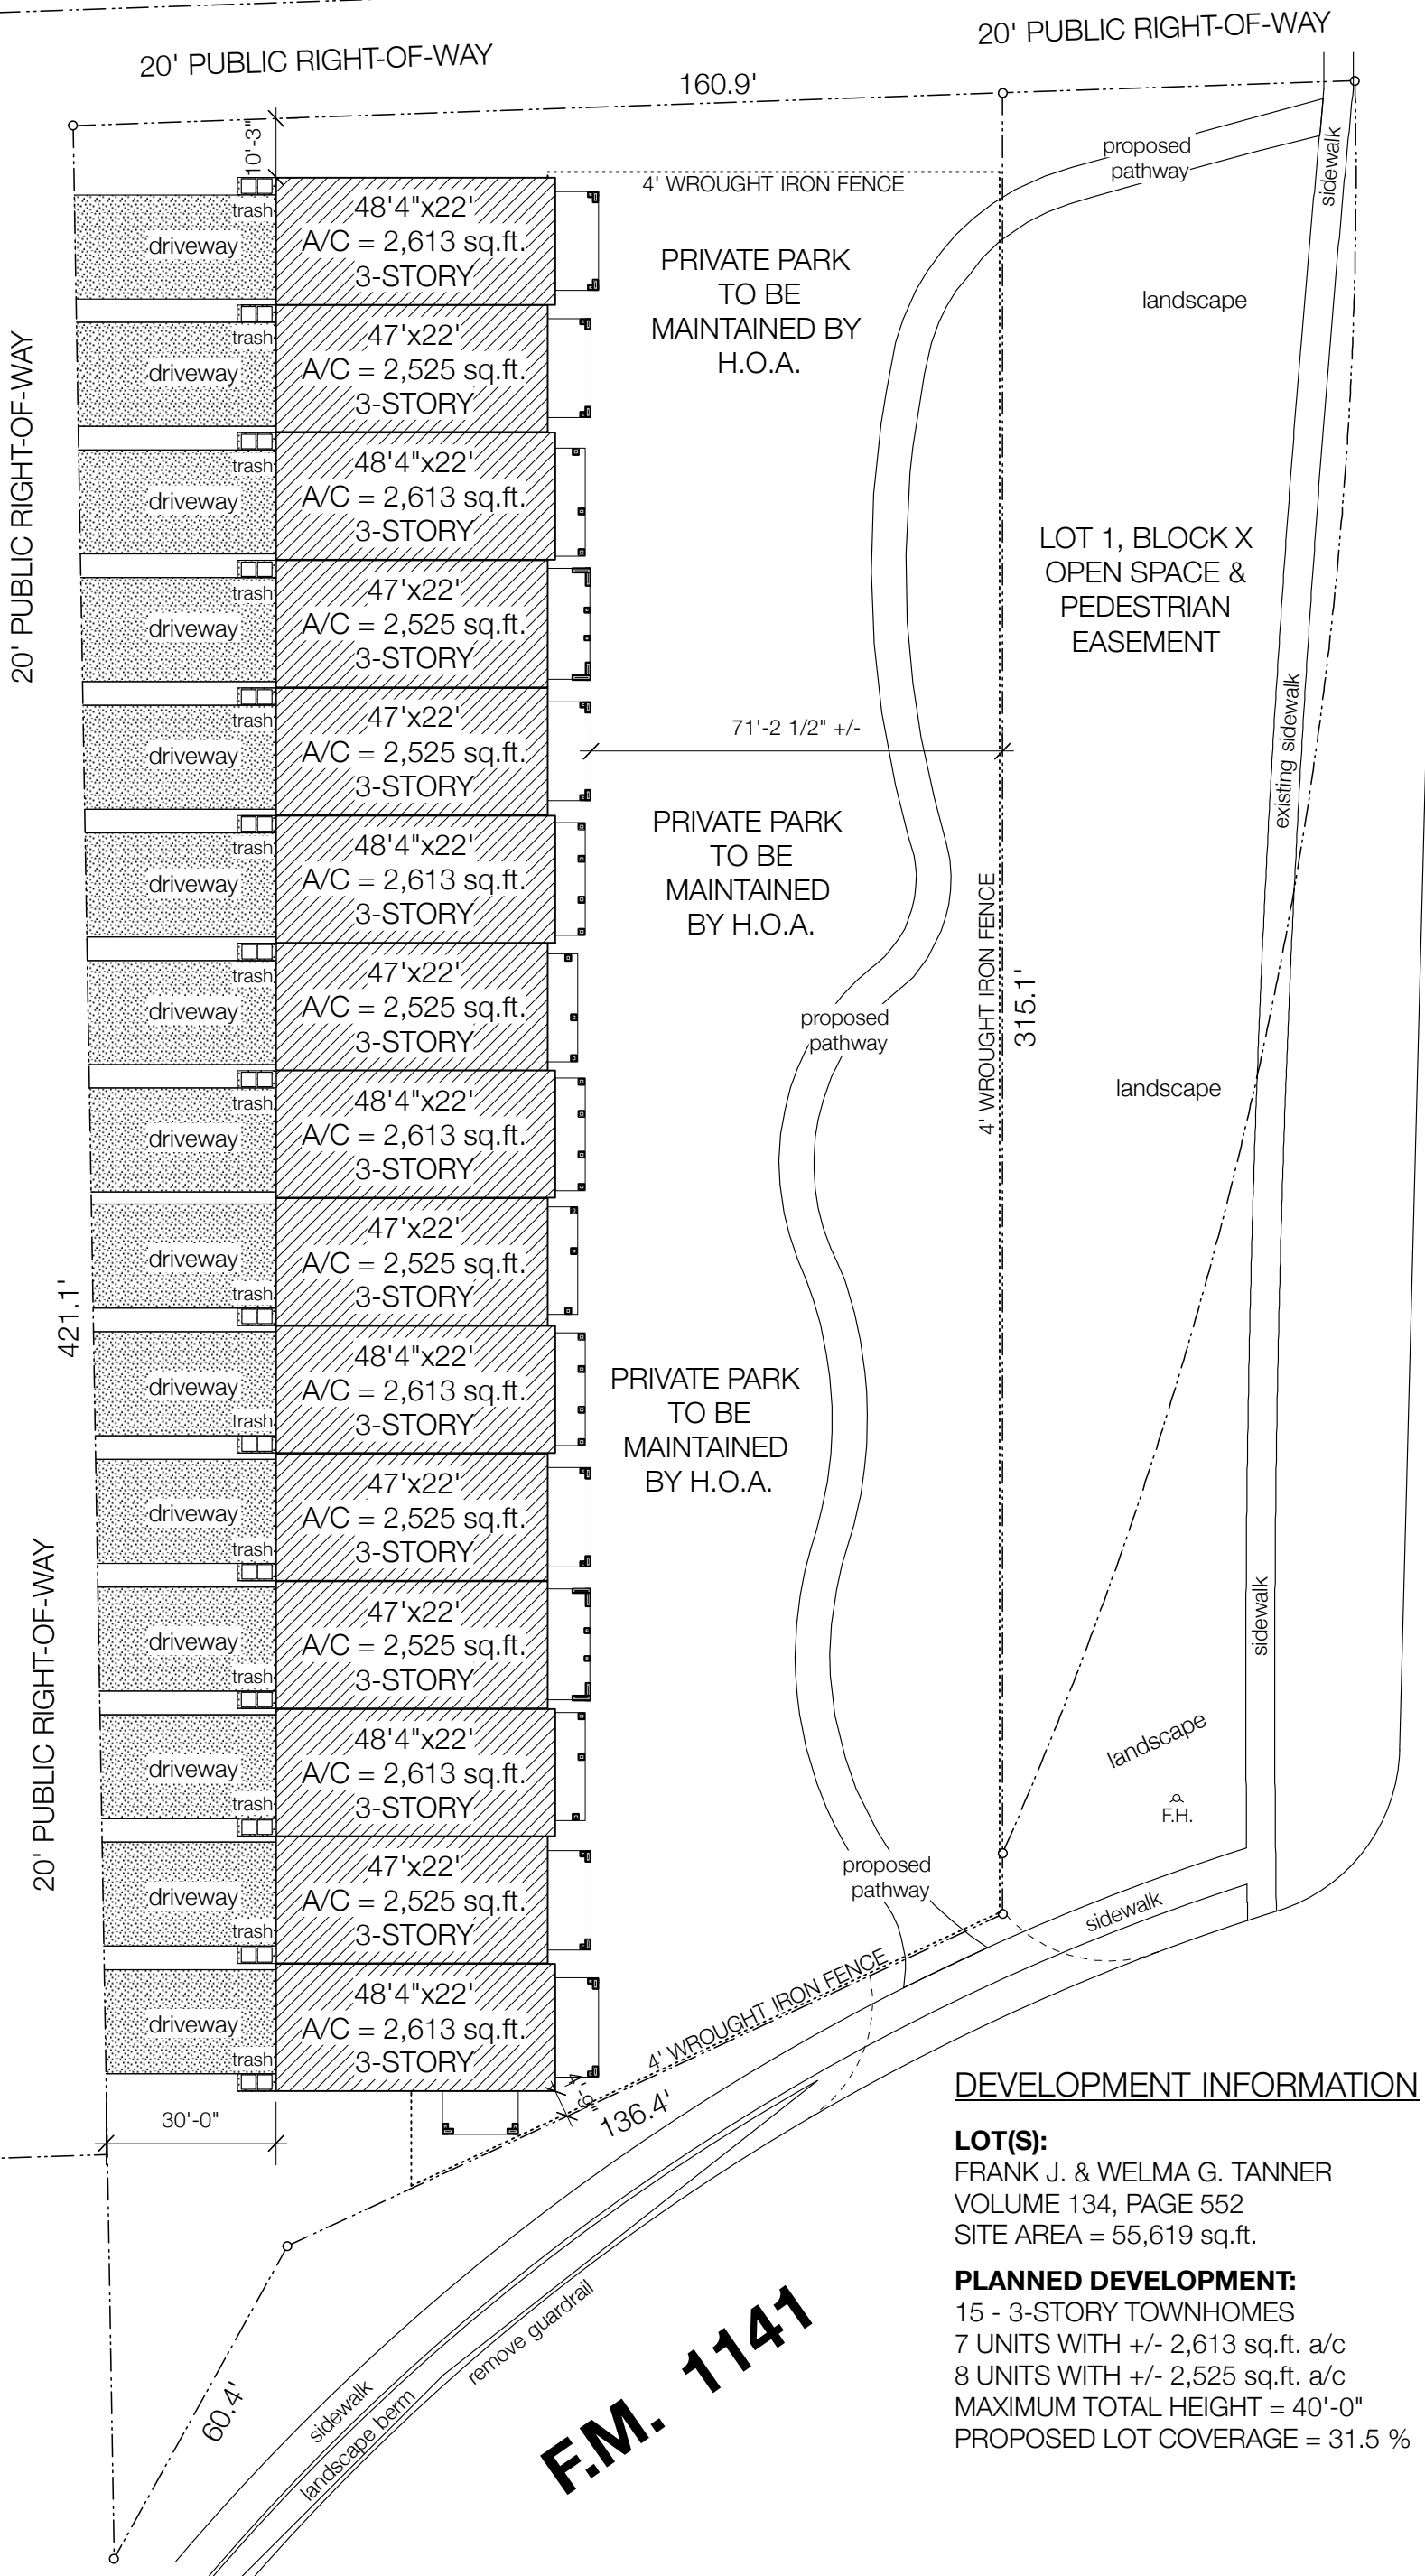 20' PUBLIC RIGHT-OF-WAY
20' PUBLIC RIGHT-OF-WAY
160.9'
10'-3"
4' WROUGHT IRON FENCE
proposed
pathway
sidewalk
trash
driveway
48'4"x22'
A/C = 2,613 sq.ft.
3-STORY
PRIVATE PARK
TO BE
MAINTAINED BY
H.O.A.
landscape
20' PUBLIC RIGHT-OF-WAY
trash
driveway
47'x22'
A/C = 2,525 sq.ft.
3-STORY
trash
driveway
48'4"x22'
A/C = 2,613 sq.ft.
3-STORY
LOT 1, BLOCK X
OPEN SPACE &
PEDESTRIAN
EASEMENT
trash
driveway
47'x22'
A/C = 2,525 sq.ft.
3-STORY
trash
driveway
47'x22'
A/C = 2,525 sq.ft.
3-STORY
71'-2 1/2" +/-
existing sidewalk
trash
driveway
48'4"x22'
A/C = 2,613 sq.ft.
3-STORY
PRIVATE PARK
TO BE
MAINTAINED
BY H.O.A.
4' WROUGHT IRON FENCE
315.1'
trash
driveway
47'x22'
A/C = 2,525 sq.ft.
3-STORY
proposed
pathway
trash
driveway
48'4"x22'
A/C = 2,613 sq.ft.
3-STORY
landscape
421.1'
driveway
trash
47'x22'
A/C = 2,525 sq.ft.
3-STORY
driveway
trash
48'4"x22'
A/C = 2,613 sq.ft.
3-STORY
PRIVATE PARK
TO BE
MAINTAINED
BY H.O.A.
driveway
trash
47'x22'
A/C = 2,525 sq.ft.
3-STORY
20' PUBLIC RIGHT-OF-WAY
driveway
trash
47'x22'
A/C = 2,525 sq.ft.
3-STORY
sidewalk
driveway
trash
48'4"x22'
A/C = 2,613 sq.ft.
3-STORY
landscape
F.H.
driveway
trash
47'x22'
A/C = 2,525 sq.ft.
3-STORY
proposed
pathway
sidewalk
driveway
trash
48'4"x22'
A/C = 2,613 sq.ft.
3-STORY
4' WROUGHT IRON FENCE
136.4'
30'-0"
60.4'
sidewalk
landscape berm
remove guardrail
F.M. 1141
DEVELOPMENT INFORMATION
LOT(S):
FRANK J. & WELMA G. TANNER
VOLUME 134, PAGE 552
SITE AREA = 55,619 sq.ft.
PLANNED DEVELOPMENT:
15 - 3-STORY TOWNHOMES
7 UNITS WITH +/- 2,613 sq.ft. a/c
8 UNITS WITH +/- 2,525 sq.ft. a/c
MAXIMUM TOTAL HEIGHT = 40'-0"
PROPOSED LOT COVERAGE = 31.5 %